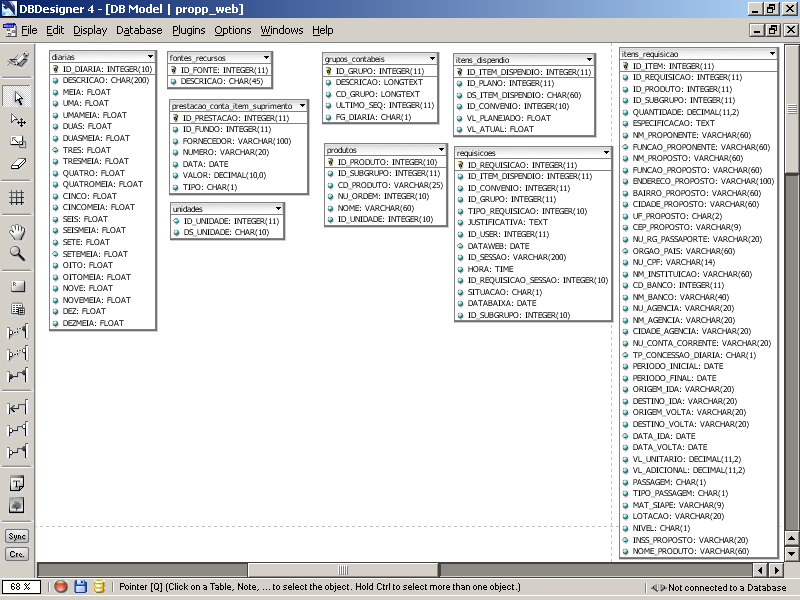 DBDesigner 4 - [DB Model | propp_web]
File Edit Display Database Plugins Options Windows Help
diarias
ID_DIARIA: INTEGER(10)
DESCRICAO: CHAR(200)
MEIA: FLOAT
UMA: FLOAT
UMAMEIA: FLOAT
DUAS: FLOAT
DUASMEIA: FLOAT
TRES: FLOAT
TRESMEIA: FLOAT
QUATRO: FLOAT
QUATROMEIA: FLOAT
CINCO: FLOAT
CINCOMEIA: FLOAT
SEIS: FLOAT
SEISMEIA: FLOAT
SETE: FLOAT
SETEMEIA: FLOAT
OITO: FLOAT
OITOMEIA: FLOAT
NOVE: FLOAT
NOVEMEIA: FLOAT
DEZ: FLOAT
DEZMEIA: FLOAT
fontes_recursos
ID_FONTE: INTEGER(11)
DESCRICAO: CHAR(45)
prestacao_conta_item_suprimento
ID_PRESTACAO: INTEGER(11)
ID_FUNDO: INTEGER(11)
FORNECEDOR: VARCHAR(100)
NUMERO: VARCHAR(20)
DATA: DATE
VALOR: DECIMAL(10,0)
TIPO: CHAR(1)
unidades
ID_UNIDADE: INTEGER(11)
DS_UNIDADE: CHAR(10)
grupos_contabeis
ID_GRUPO: INTEGER(11)
DESCRICAO: LONGTEXT
CD_GRUPO: LONGTEXT
ULTIMO_SEQ: INTEGER(11)
FG_DIARIA: CHAR(1)
produtos
ID_PRODUTO: INTEGER(10)
ID_SUBGRUPO: INTEGER(11)
CD_PRODUTO: VARCHAR(25)
NU_ORDEM: INTEGER(10)
NOME: VARCHAR(60)
ID_UNIDADE: INTEGER(10)
itens_dispendio
ID_ITEM_DISPENDIO: INTEGER(11)
ID_PLANO: INTEGER(11)
DS_ITEM_DISPENDIO: CHAR(60)
ID_CONVENIO: INTEGER(10)
VL_PLANEJADO: FLOAT
VL_ATUAL: FLOAT
requisicoes
ID_REQUISICAO: INTEGER(11)
ID_ITEM_DISPENDIO: INTEGER(11)
ID_CONVENIO: INTEGER(11)
ID_GRUPO: INTEGER(11)
TIPO_REQUISICAO: INTEGER(10)
JUSTIFICATIVA: TEXT
ID_USER: INTEGER(11)
DATAWEB: DATE
ID_SESSAO: VARCHAR(200)
HORA: TIME
ID_REQUISICAO_SESSAO: INTEGER(10)
SITUACAO: CHAR(1)
DATABAIXA: DATE
ID_SUBGRUPO: INTEGER(10)
itens_requisicao
ID_ITEM: INTEGER(11)
ID_REQUISICAO: INTEGER(11)
ID_PRODUTO: INTEGER(11)
ID_SUBGRUPO: INTEGER(11)
QUANTIDADE: DECIMAL(11,2)
ESPECIFICACAO: TEXT
NM_PROPONENTE: VARCHAR(60)
FUNCAO_PROPONENTE: VARCHAR(60)
NM_PROPOSTO: VARCHAR(60)
FUNCAO_PROPOSTO: VARCHAR(60)
ENDERECO_PROPOSTO: VARCHAR(100)
BAIRRO_PROPOSTO: VARCHAR(60)
CIDADE_PROPOSTO: VARCHAR(60)
UF_PROPOSTO: CHAR(2)
CEP_PROPOSTO: VARCHAR(9)
NU_RG_PASSAPORTE: VARCHAR(20)
ORGAO_PAIS: VARCHAR(60)
NU_CPF: VARCHAR(14)
NM_INSTITUICAO: VARCHAR(60)
CD_BANCO: INTEGER(11)
NM_BANCO: VARCHAR(40)
NU_AGENCIA: VARCHAR(20)
NM_AGENCIA: VARCHAR(20)
CIDADE_AGENCIA: VARCHAR(20)
NU_CONTA_CORRENTE: VARCHAR(20)
TP_CONCESSAO_DIARIA: CHAR(1)
PERIODO_INICIAL: DATE
PERIODO_FINAL: DATE
ORIGEM_IDA: VARCHAR(20)
DESTINO_IDA: VARCHAR(20)
ORIGEM_VOLTA: VARCHAR(20)
DESTINO_VOLTA: VARCHAR(20)
DATA_IDA: DATE
DATA_VOLTA: DATE
VL_UNITARIO: DECIMAL(11,2)
VL_ADICIONAL: DECIMAL(11,2)
PASSAGEM: CHAR(1)
TIPO_PASSAGEM: CHAR(1)
MAT_SIAPE: VARCHAR(9)
LOTACAO: VARCHAR(20)
NIVEL: CHAR(1)
INSS_PROPOSTO: VARCHAR(20)
NOME_PRODUTO: VARCHAR(60)
Sync
Crc.
68 % Pointer [Q] (Click on a Table, Note, ... to select the object. Hold Ctrl to select more than one object.) Not connected to a Database